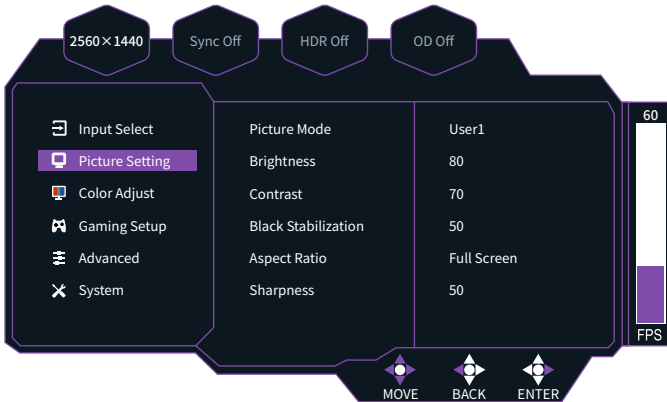 2560×1440
Sync Off
HDR Off
OD Off
60
Input Select
Picture Setting
Color Adjust
Gaming Setup
Advanced
System
Picture Mode User1
Brightness 80
Contrast 70
Black Stabilization 50
Aspect Ratio Full Screen
Sharpness 50
FPS
MOVE
BACK
ENTER